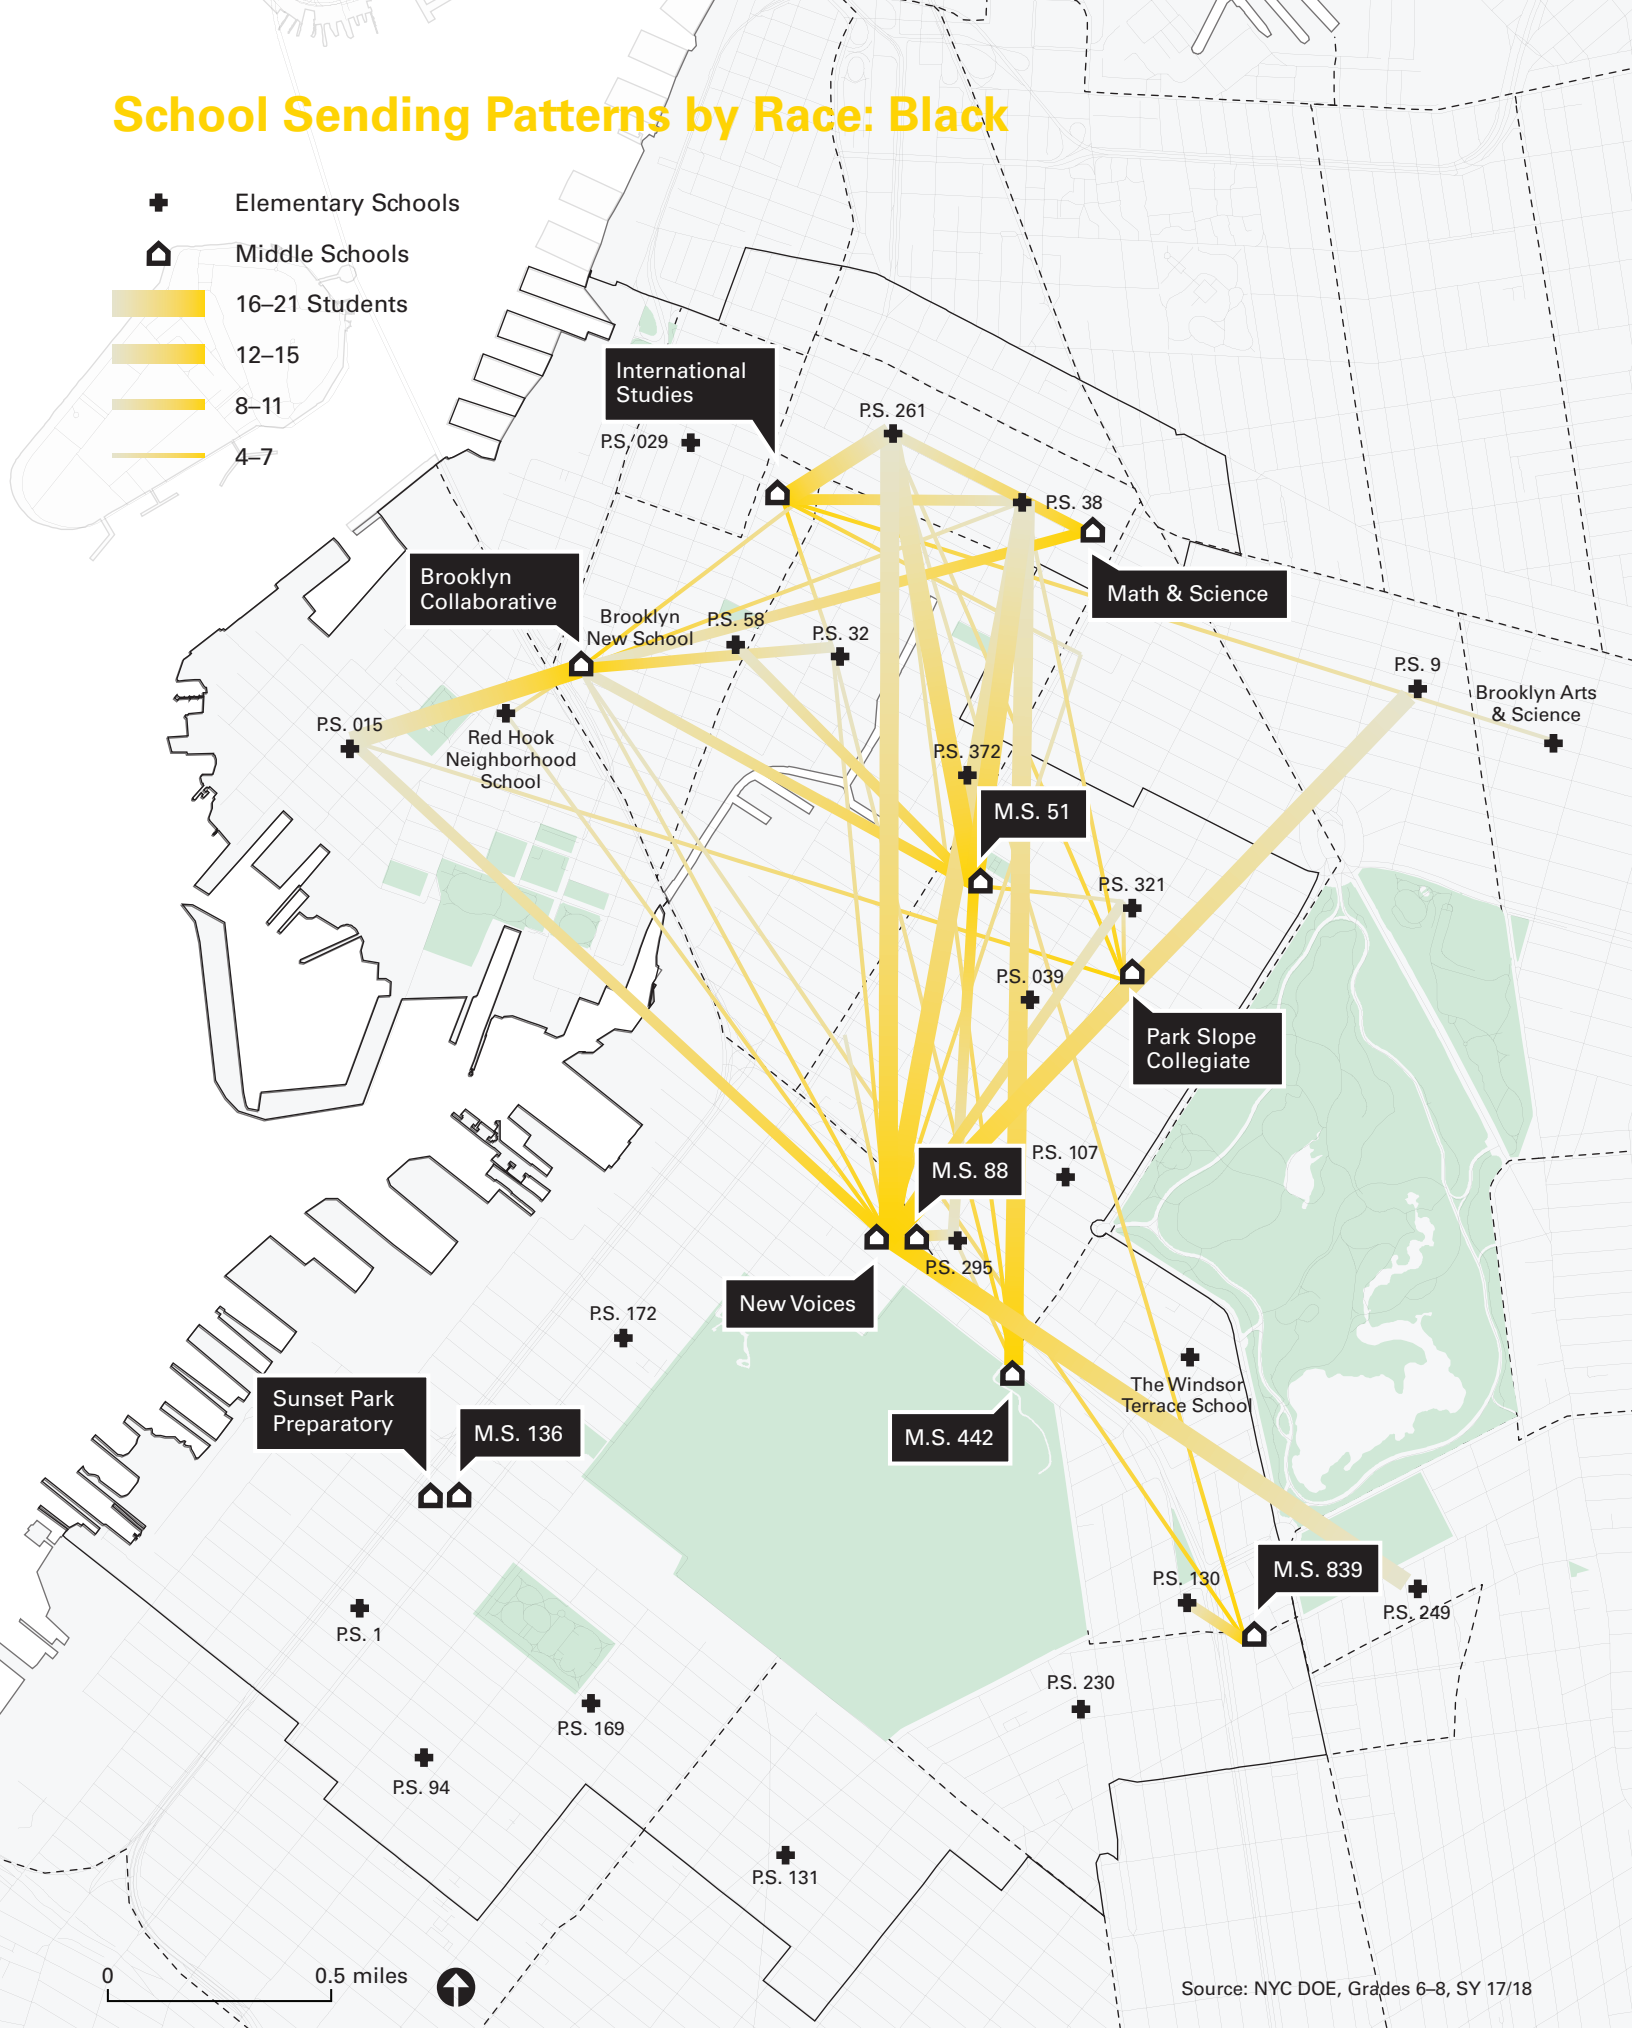 School Sending Patterns by Race: Black
Elementary Schools
Middle Schools
16–21 Students
12–15
8–11
4–7
International
Studies
P.S. 261
P.S. 029
P.S. 38
Math & Science
Brooklyn
Collaborative
Brooklyn
New School
P.S. 58
P.S. 32
P.S. 9
Brooklyn Arts
& Science
P.S. 015
Red Hook
Neighborhood
School
P.S. 372
M.S. 51
P.S. 321
P.S. 039
Park Slope
Collegiate
M.S. 88
P.S. 107
P.S. 295
New Voices
P.S. 172
The Windsor
Terrace School
Sunset Park
Preparatory
M.S. 136
M.S. 442
M.S. 839
P.S. 130
P.S. 249
P.S. 1
P.S. 230
P.S. 169
P.S. 94
P.S. 131
0
0.5 miles
Source: NYC DOE, Grades 6–8, SY 17/18